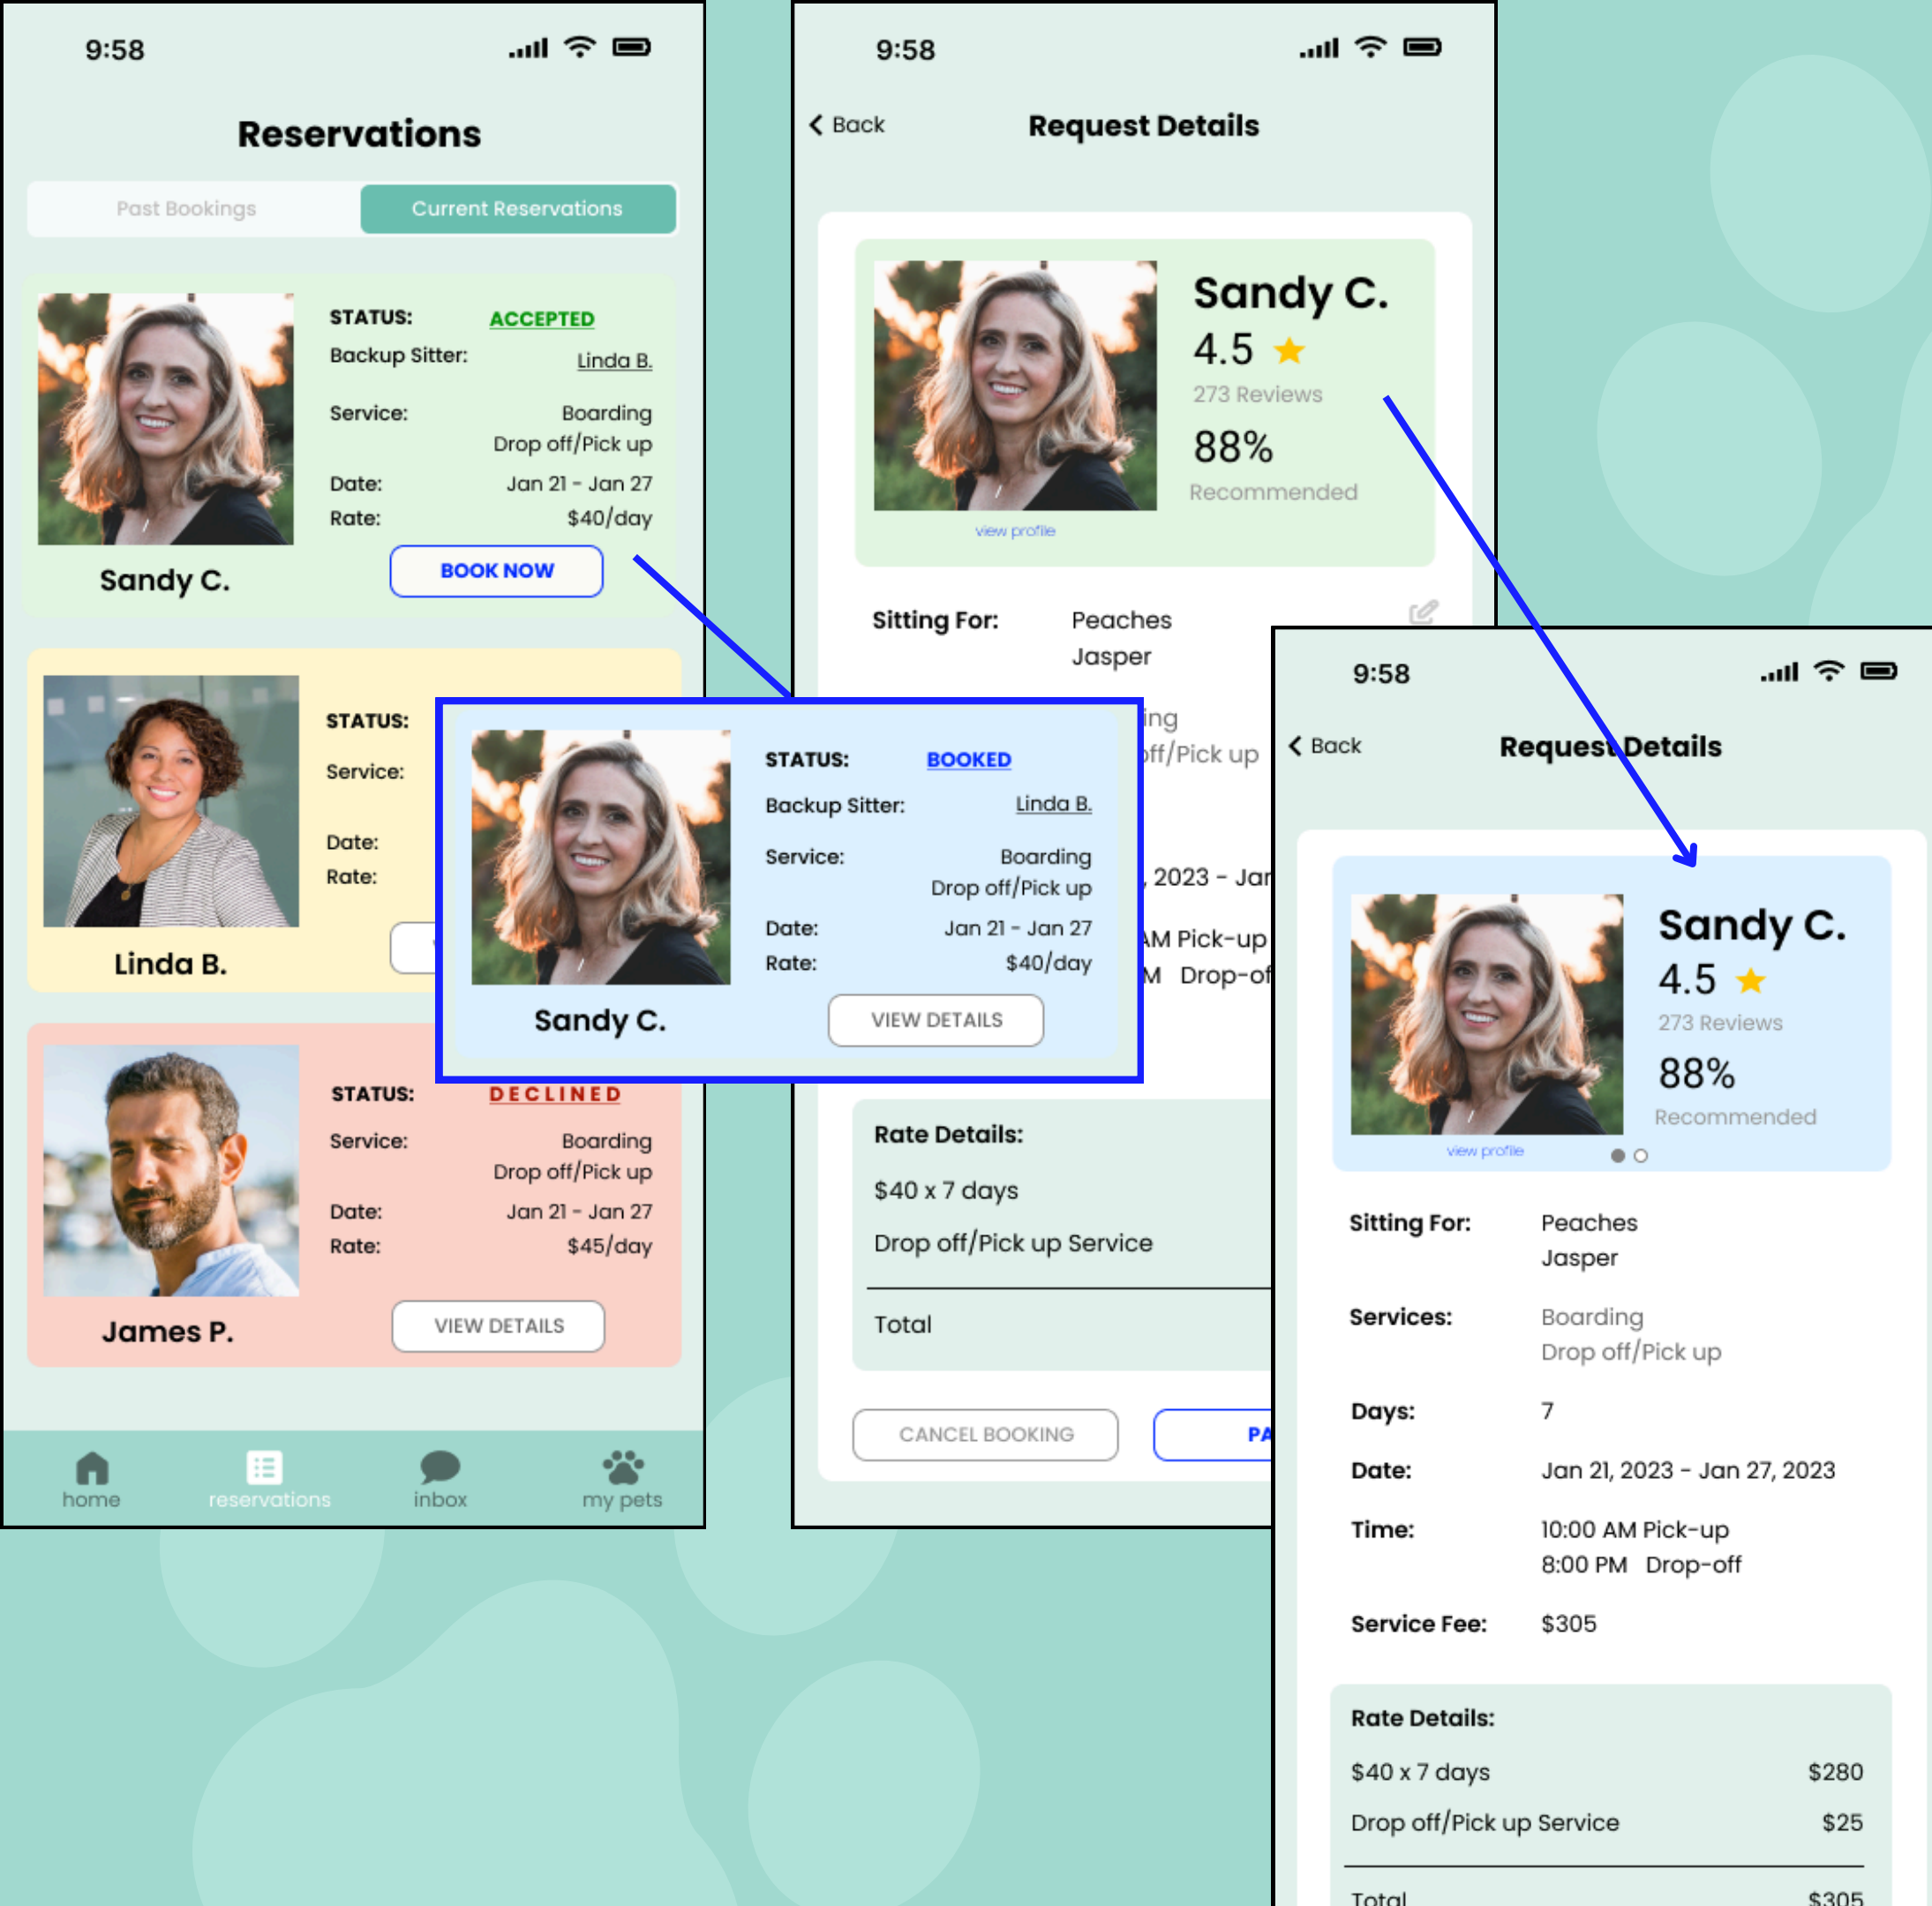 9:58
Reservations
Past Bookings
Current Reservations
STATUS: ACCEPTED
Backup Sitter: Linda B.
Service: Boarding
Drop off/Pick up
Date: Jan 21 - Jan 27
Rate: $40/day
BOOK NOW
Sandy C.
STATUS:
Service:
Date:
Rate:
Linda B.
STATUS: DECLINED
Service: Boarding
Drop off/Pick up
Date: Jan 21 - Jan 27
Rate: $45/day
VIEW DETAILS
James P.
home
reservations
inbox
my pets
STATUS: BOOKED
Backup Sitter: Linda B.
Service: Boarding
Drop off/Pick up
Date: Jan 21 - Jan 27
Rate: $40/day
VIEW DETAILS
Sandy C.
9:58
Back
Request Details
Sandy C.
4.5
273 Reviews
88%
Recommended
view profile
Sitting For: Peaches
Jasper
/Pick up
, 2023 - 
Pick-up
Rate Details:
$40 x 7 days
Drop off/Pick up Service
Total
CANCEL BOOKING
9:58
Back
Request Details
Sandy C.
4.5
273 Reviews
88%
Recommended
view profile
Sitting For: Peaches
Jasper
Services: Boarding
Drop off/Pick up
Days: 7
Date: Jan 21, 2023 - Jan 27, 2023
Time: 10:00 AM Pick-up
8:00 PM Drop-off
Service Fee: $305
Rate Details:
$40 x 7 days $280
Drop off/Pick up Service $25
Total $305